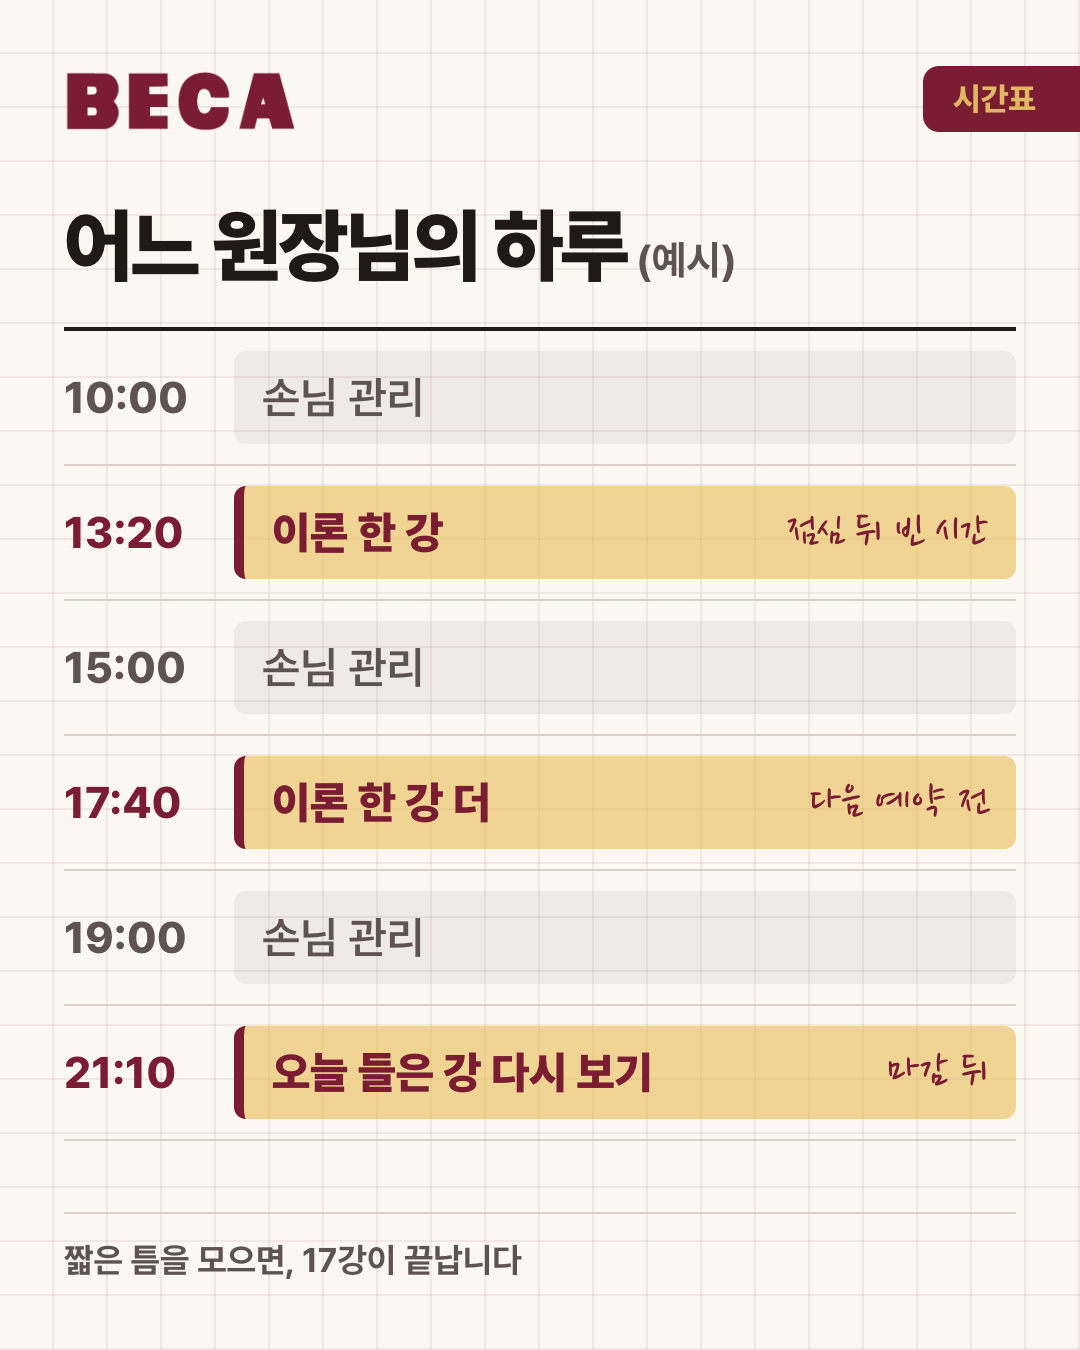 BECA
시간표
어느 원장님의 하루 (예시)
10:00 손님 관리
13:20 이론 한 강 점심 뒤 빈 시간
15:00 손님 관리
17:40 이론 한 강 더 다음 예약 전
19:00 손님 관리
21:10 오늘 들은 강 다시 보기 마감 뒤
짧은 틈을 모으면, 17강이 끝납니다